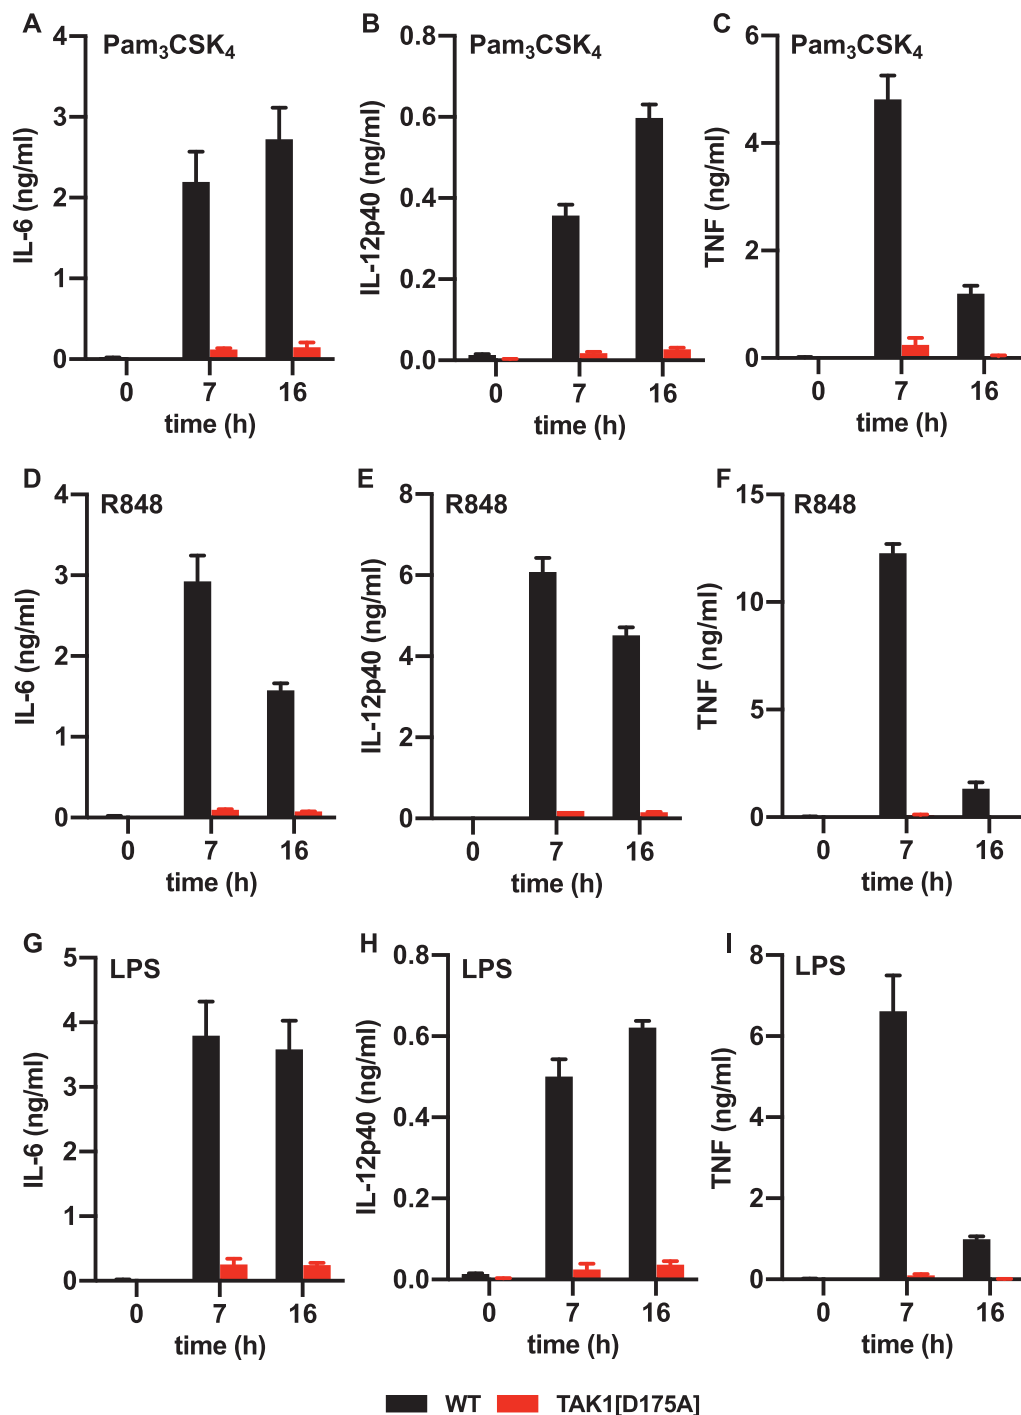 A
Pam₃CSK₄
IL-6 (ng/ml)
4
3
2
1
0
0 7 16
time (h)
B
Pam₃CSK₄
IL-12p40 (ng/ml)
0.8
0.6
0.4
0.2
0.0
0 7 16
time (h)
C
Pam₃CSK₄
TNF (ng/ml)
6
4
2
0
0 7 16
time (h)
D
R848
IL-6 (ng/ml)
4
3
2
1
0
0 7 16
time (h)
E
R848
IL-12p40 (ng/ml)
8
6
4
2
0
0 7 16
time (h)
F
R848
TNF (ng/ml)
15
10
5
0
0 7 16
time (h)
G
LPS
IL-6 (ng/ml)
5
4
3
2
1
0
0 7 16
time (h)
H
LPS
IL-12p40 (ng/ml)
0.8
0.6
0.4
0.2
0.0
0 7 16
time (h)
I
LPS
TNF (ng/ml)
8
6
4
2
0
0 7 16
time (h)
WT TAK1[D175A]